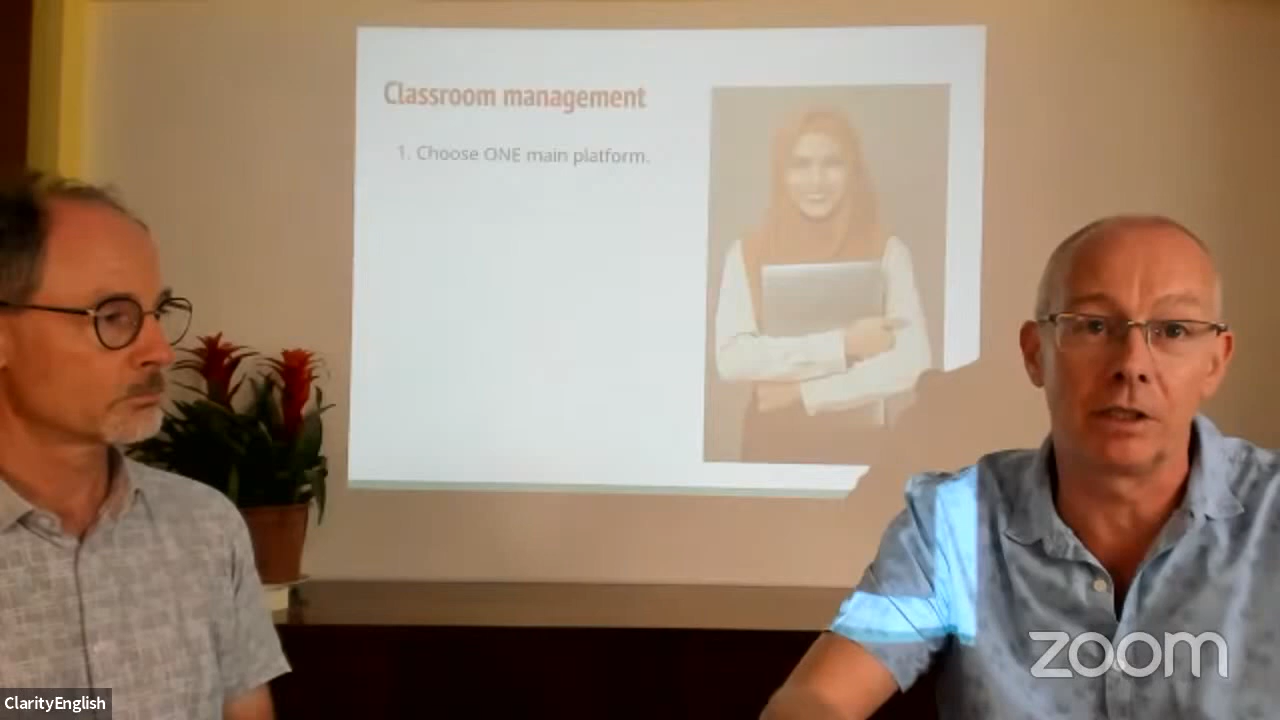 Classroom management
1. Choose ONE main platform.
zoom
ClarityEnglish